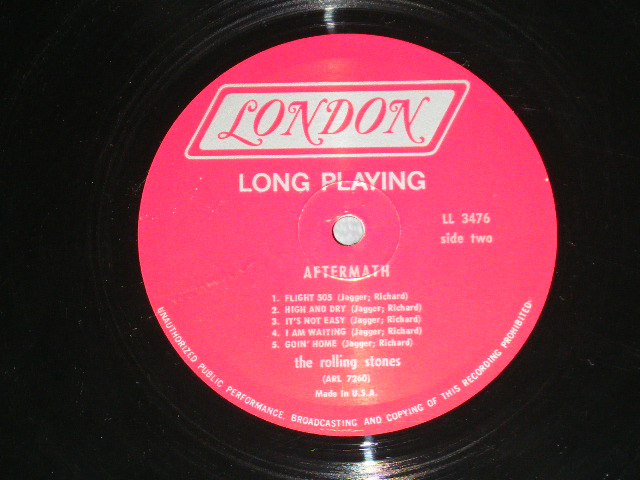 LONDON
LONG PLAYING
LL 3476
side two
AFTERMATH
1. FLIGHT 505 (Jagger; Richard)
2. HIGH AND DRY (Jagger; Richard)
3. IT'S NOT EASY (Jagger; Richard)
4. I AM WAITING (Jagger; Richard)
5. GOIN' HOME (Jagger; Richard)
the rolling stones
(ARL 7260)
Made In U.S.A.
UNAUTHORIZED PUBLIC PERFORMANCE, BROADCASTING AND COPYING OF THIS RECORDING PROHIBITED.